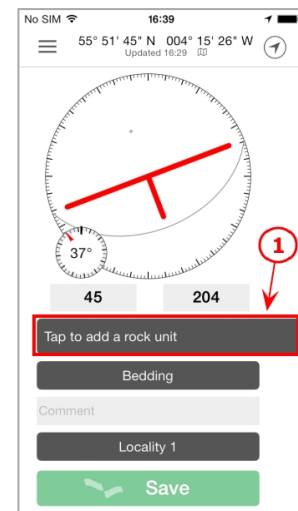 No SIM 16:39
55° 51' 45" N 004° 15' 26" W
Updated 16:29
37°
45 204
1
Tap to add a rock unit
Bedding
Comment
Locality 1
Save